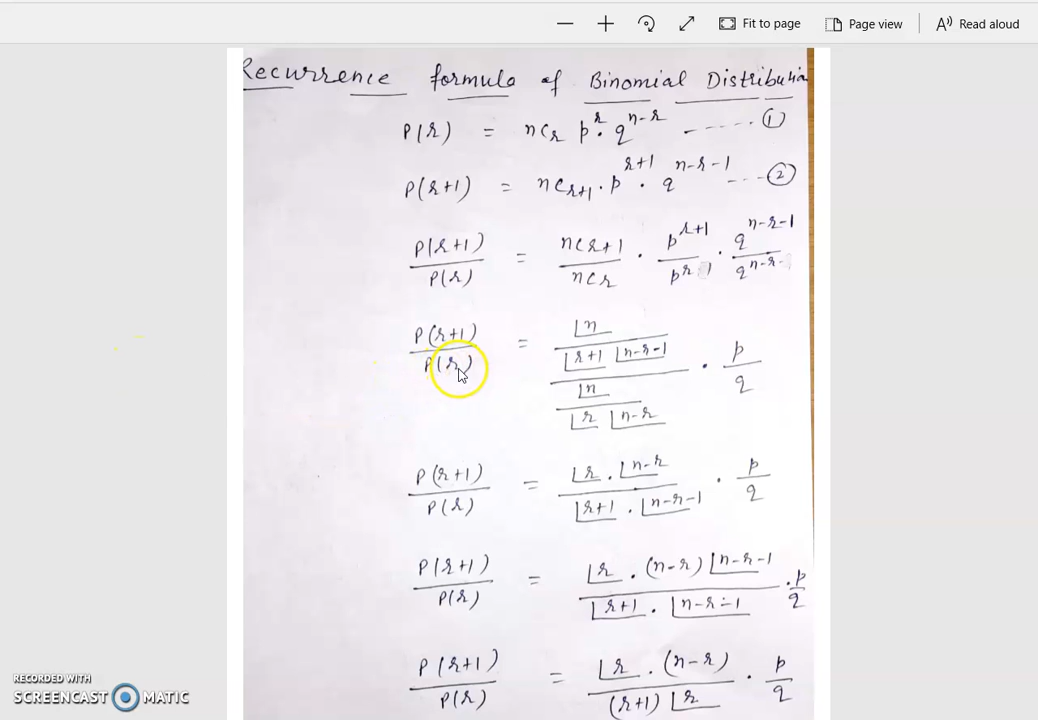 Fit to page Page view Read aloud
Recurrence formula of Binomial Distribution
P(r) = nCr p^r . q^(n-r) ------- ①
P(r+1) = nCr+1 . p^(r+1) . q^(n-r-1) ---- ②
P(r+1)/P(r) = nCr+1/nCr . p^(r+1)/p^r . q^(n-r-1)/q^(n-r)
P(r+1)/P(r) = (⌊n / ⌊r+1 ⌊n-r-1) / (⌊n / ⌊r ⌊n-r) . p/q
P(r+1)/P(r) = ⌊r . ⌊n-r / ⌊r+1 . ⌊n-r-1 . p/q
P(r+1)/P(r) = ⌊r . (n-r) ⌊n-r-1 / ⌊r+1 . ⌊n-r-1 . p/q
P(r+1)/P(r) = ⌊r . (n-r) / (r+1) ⌊r . p/q
RECORDED WITH
SCREENCAST MATIC